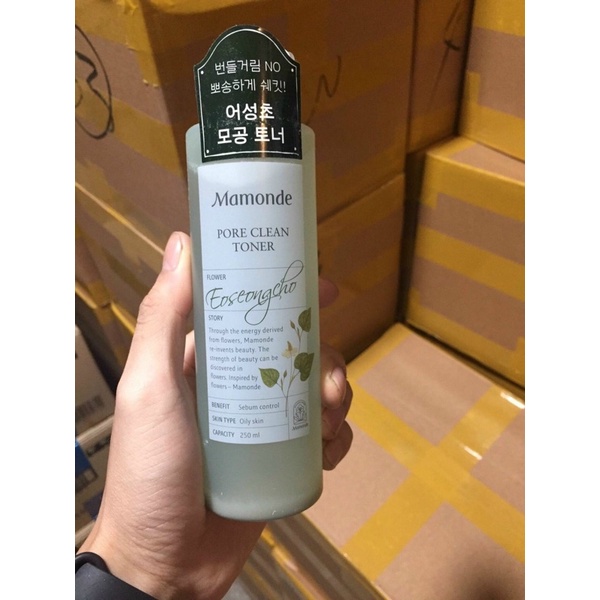 번들거림 NO
뽀송하게 쉐킷!!
어성초
모공 토너
Mamonde
PORE CLEAN
TONER
FLOWER
Eoseongcho
STORY
Through the energy derived
from flowers, Mamonde
re-invents beauty. The
strength of beauty can be
discovered in
flowers. Inspired by
flowers - Mamonde
BENEFIT Sebum control
SKIN TYPE Oily skin
CAPACITY 250 ml